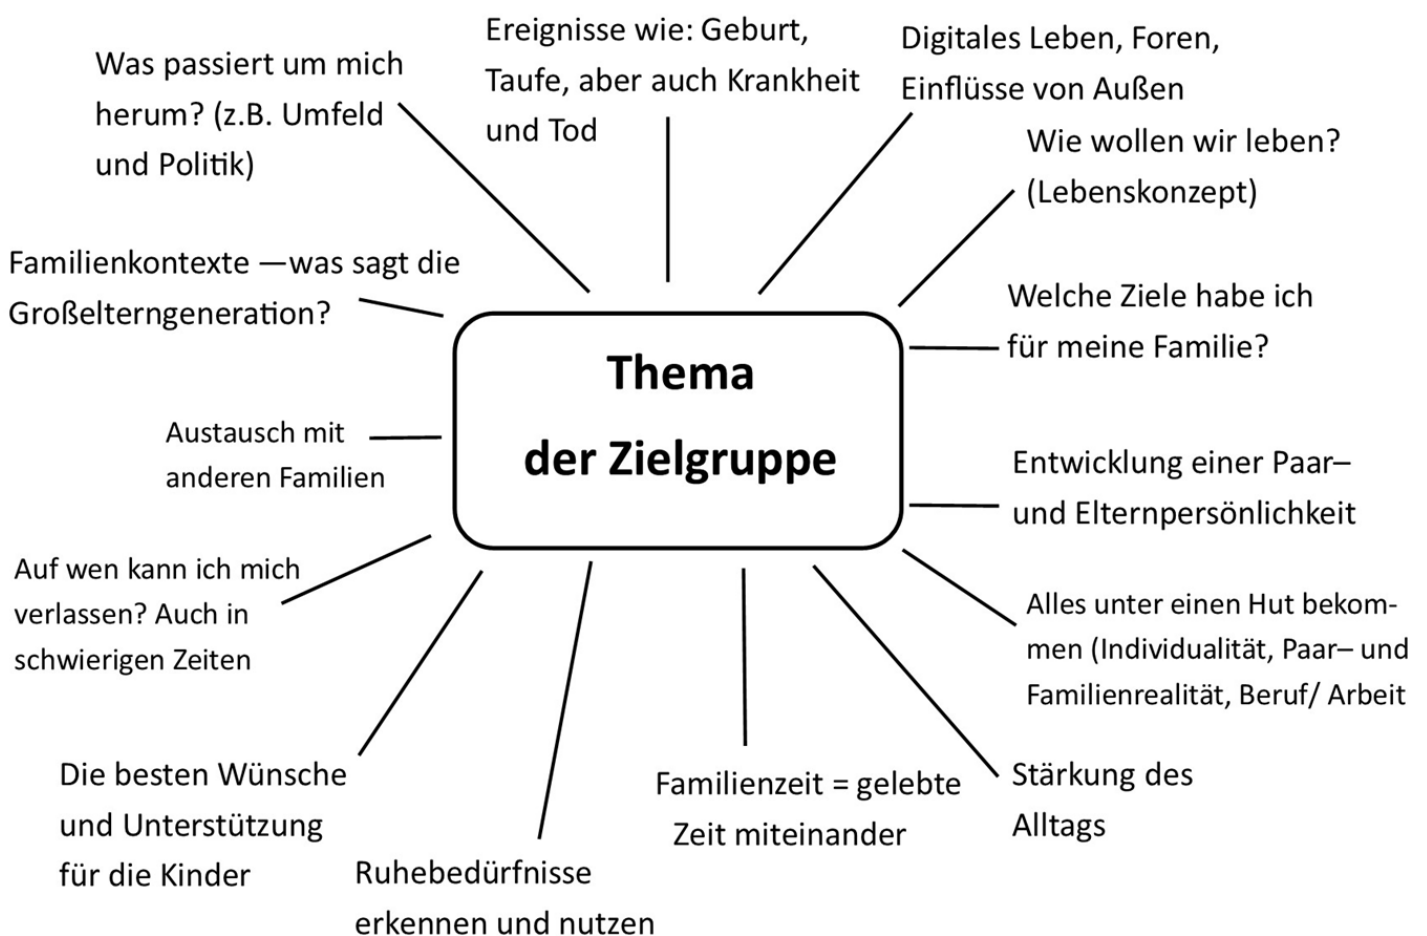 Was passiert um mich
herum? (z.B. Umfeld
und Politik)
Ereignisse wie: Geburt,
Taufe, aber auch Krankheit
und Tod
Digitales Leben, Foren,
Einflüsse von Außen
Wie wollen wir leben?
(Lebenskonzept)
Familienkontexte —was sagt die
Großelterngeneration?
Welche Ziele habe ich
für meine Familie?
Thema
der Zielgruppe
Austausch mit
anderen Familien
Entwicklung einer Paar–
und Elternpersönlichkeit
Auf wen kann ich mich
verlassen? Auch in
schwierigen Zeiten
Alles unter einen Hut bekom-
men (Individualität, Paar– und
Familienrealität, Beruf/ Arbeit
Die besten Wünsche
und Unterstützung
für die Kinder
Ruhebedürfnisse
erkennen und nutzen
Familienzeit = gelebte
Zeit miteinander
Stärkung des
Alltags